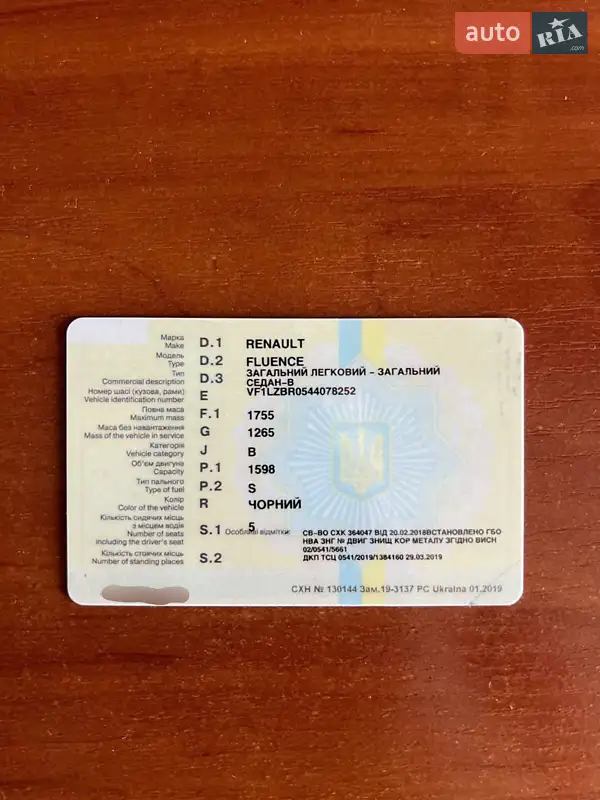 auto RIA .com
Марка
Make D.1 RENAULT
Модель
Type D.2 FLUENCE
Тип
Commercial description D.3 ЗАГАЛЬНИЙ ЛЕГКОВИЙ – ЗАГАЛЬНИЙ
СЕДАН-В
Номер шасі (кузова, рами)
Vehicle identification number E VF1LZBR0544078252
Повна маса
Maximum mass F.1 1755
Маса без навантаження
Mass of the vehicle in service G 1265
Категорія
Vehicle category J B
Об'єм двигуна
Capacity P.1 1598
Тип пального
Type of fuel P.2 S
Колір
Color of the vehicle R ЧОРНИЙ
Кількість сидячих місць
з місцем водія
Number of seats
including the driver's seat S.1 5
Особливі відмітки: СВ-ВО СХК 364047 ВІД 20.02.2018ВСТАНОВЛЕНО ГБО
НВА ЗНГ № ДВИГ ЗНИЩ КОР МЕТАЛУ ЗГІДНО ВИСН
02/0541/5661
ДКП ТСЦ 0541/2019/1384160 29.03.2019
Кількість стоячих місць
Number of standing places S.2
СХН № 130144 Зам.19-3137 PC Ukraina 01.2019